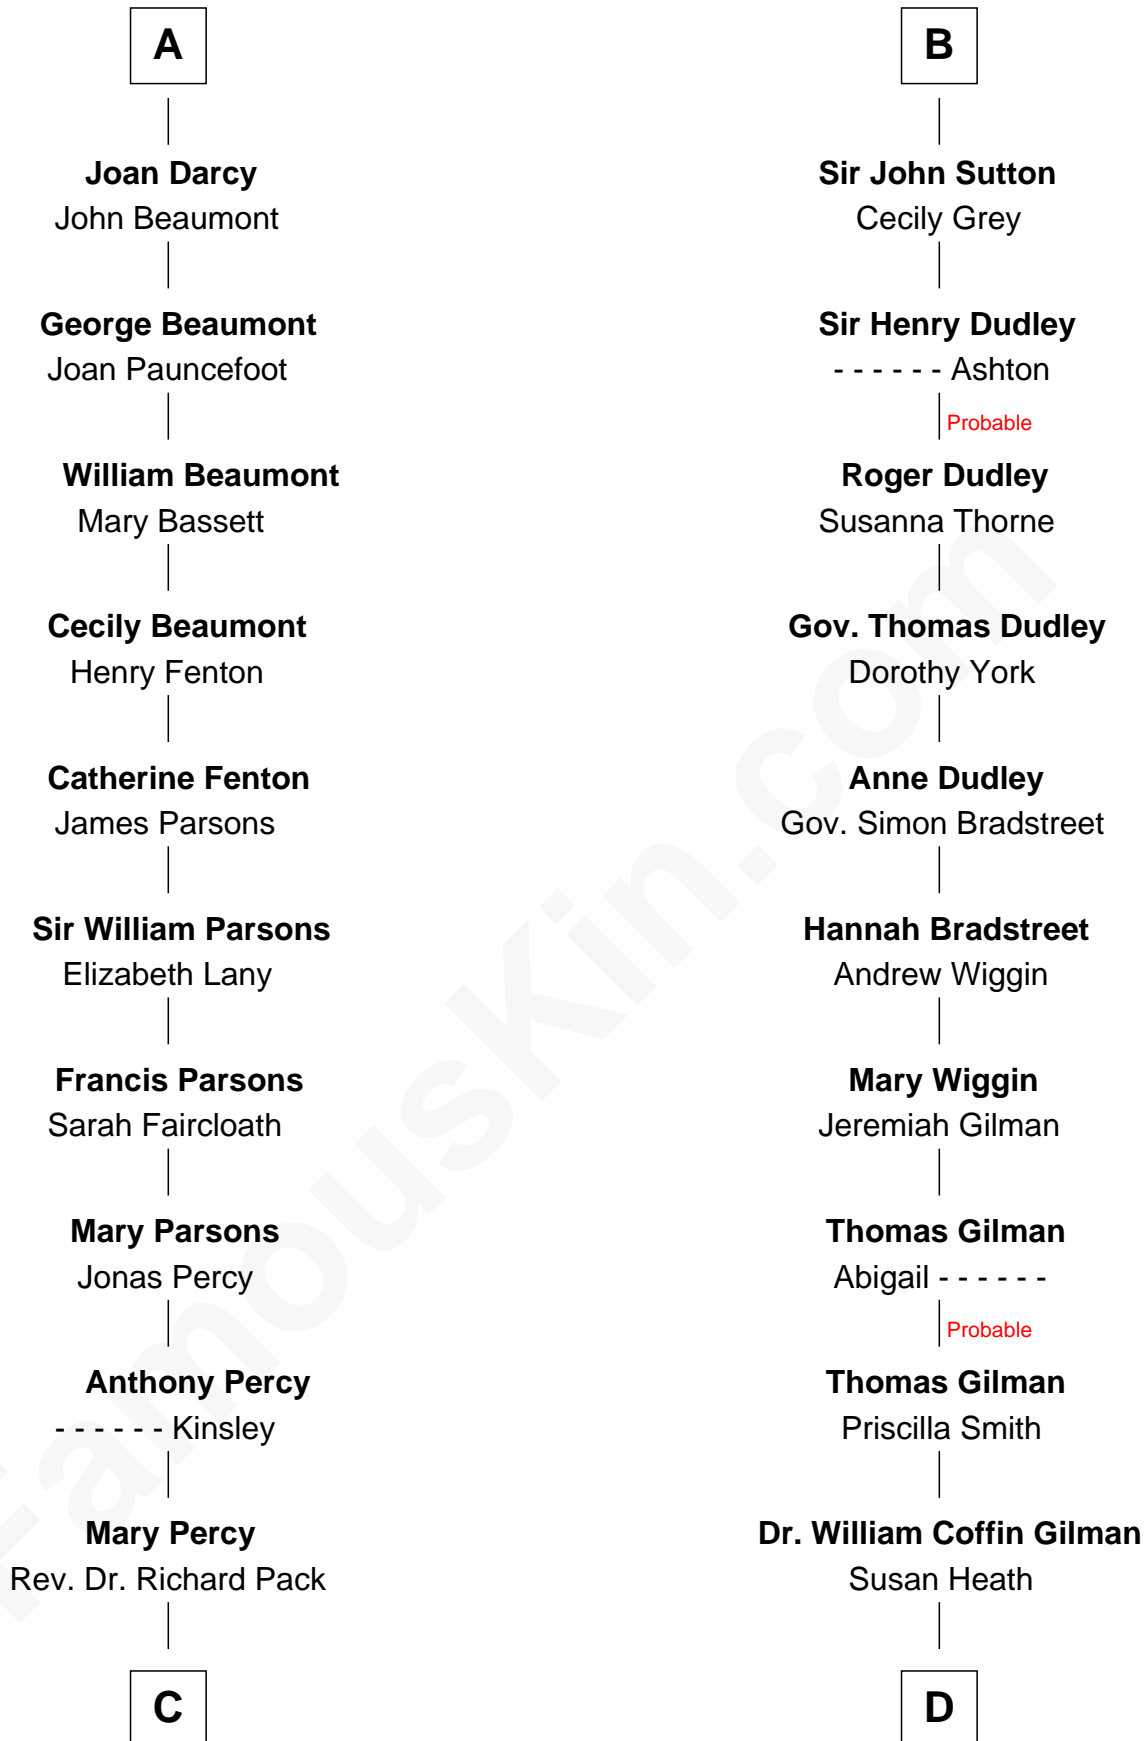 A
Joan Darcy
John Beaumont
George Beaumont
Joan Pauncefoot
William Beaumont
Mary Bassett
Cecily Beaumont
Henry Fenton
Catherine Fenton
James Parsons
Sir William Parsons
Elizabeth Lany
Francis Parsons
Sarah Faircloath
Mary Parsons
Jonas Percy
Anthony Percy
- - - - - - Kinsley
Mary Percy
Rev. Dr. Richard Pack
C
B
Sir John Sutton
Cecily Grey
Sir Henry Dudley
- - - - - - Ashton
Probable
Roger Dudley
Susanna Thorne
Gov. Thomas Dudley
Dorothy York
Anne Dudley
Gov. Simon Bradstreet
Hannah Bradstreet
Andrew Wiggin
Mary Wiggin
Jeremiah Gilman
Thomas Gilman
Abigail - - - - - -
Probable
Thomas Gilman
Priscilla Smith
Dr. William Coffin Gilman
Susan Heath
D
FamousKin.com